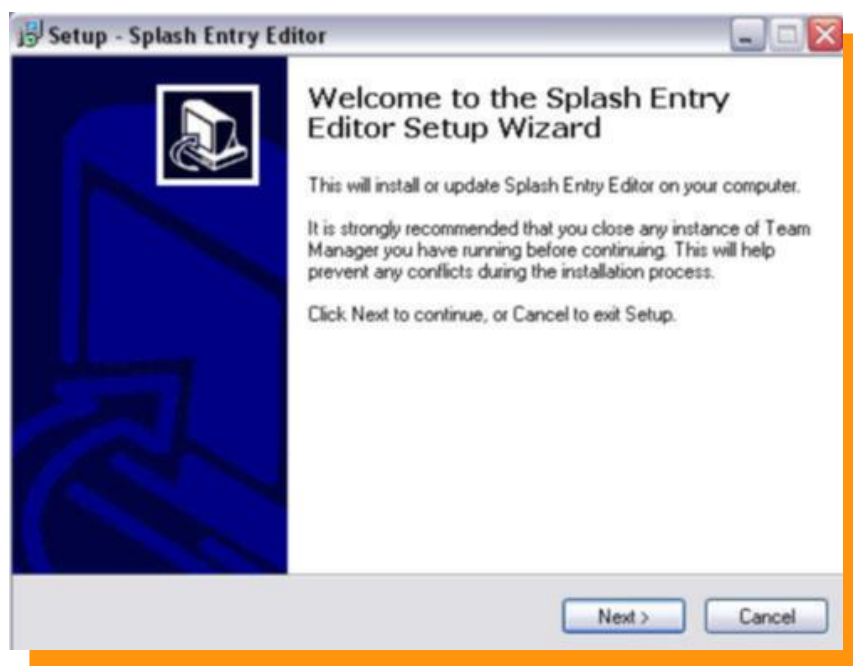 Setup - Splash Entry Editor
Welcome to the Splash Entry
Editor Setup Wizard
This will install or update Splash Entry Editor on your computer.
It is strongly recommended that you close any instance of Team
Manager you have running before continuing. This will help
prevent any conflicts during the installation process.
Click Next to continue, or Cancel to exit Setup.
Next >
Cancel